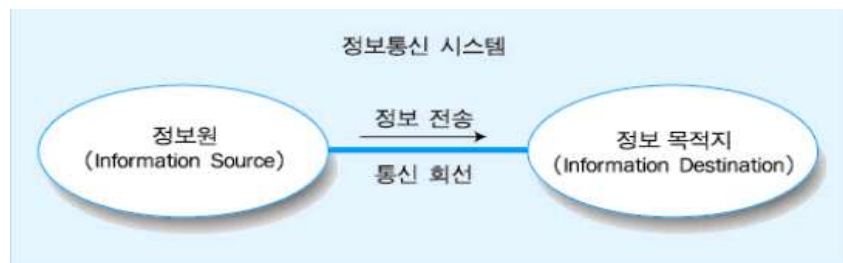 정보통신 시스템
정보원
(Information Source)
정보 전송
통신 회선
정보 목적지
(Information Destination)